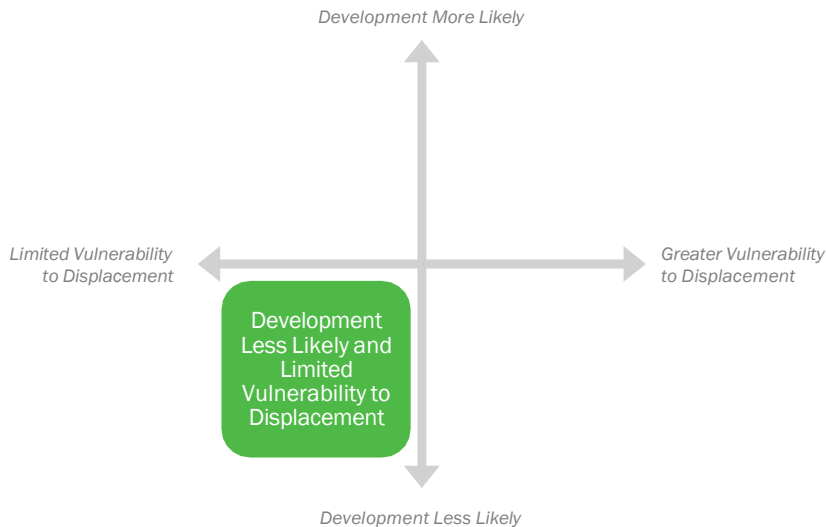 Development More Likely
Limited Vulnerability
to Displacement
Greater Vulnerability
to Displacement
Development
Less Likely and
Limited
Vulnerability to
Displacement
Development Less Likely